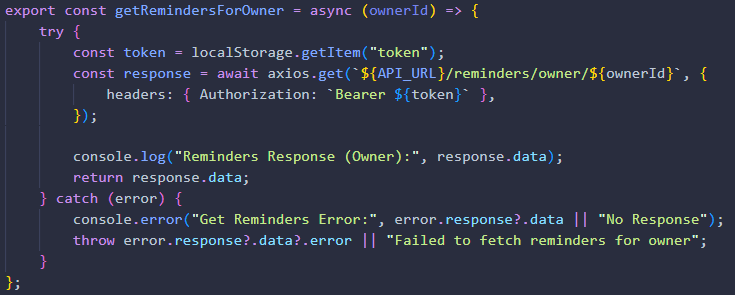 export const getRemindersForOwner = async (ownerId) => {
    try {
        const token = localStorage.getItem("token");
        const response = await axios.get(`${API_URL}/reminders/owner/${ownerId}`, {
            headers: { Authorization: `Bearer ${token}` },
        });

        console.log("Reminders Response (Owner):", response.data);
        return response.data;
    } catch (error) {
        console.error("Get Reminders Error:", error.response?.data || "No Response");
        throw error.response?.data?.error || "Failed to fetch reminders for owner";
    }
};